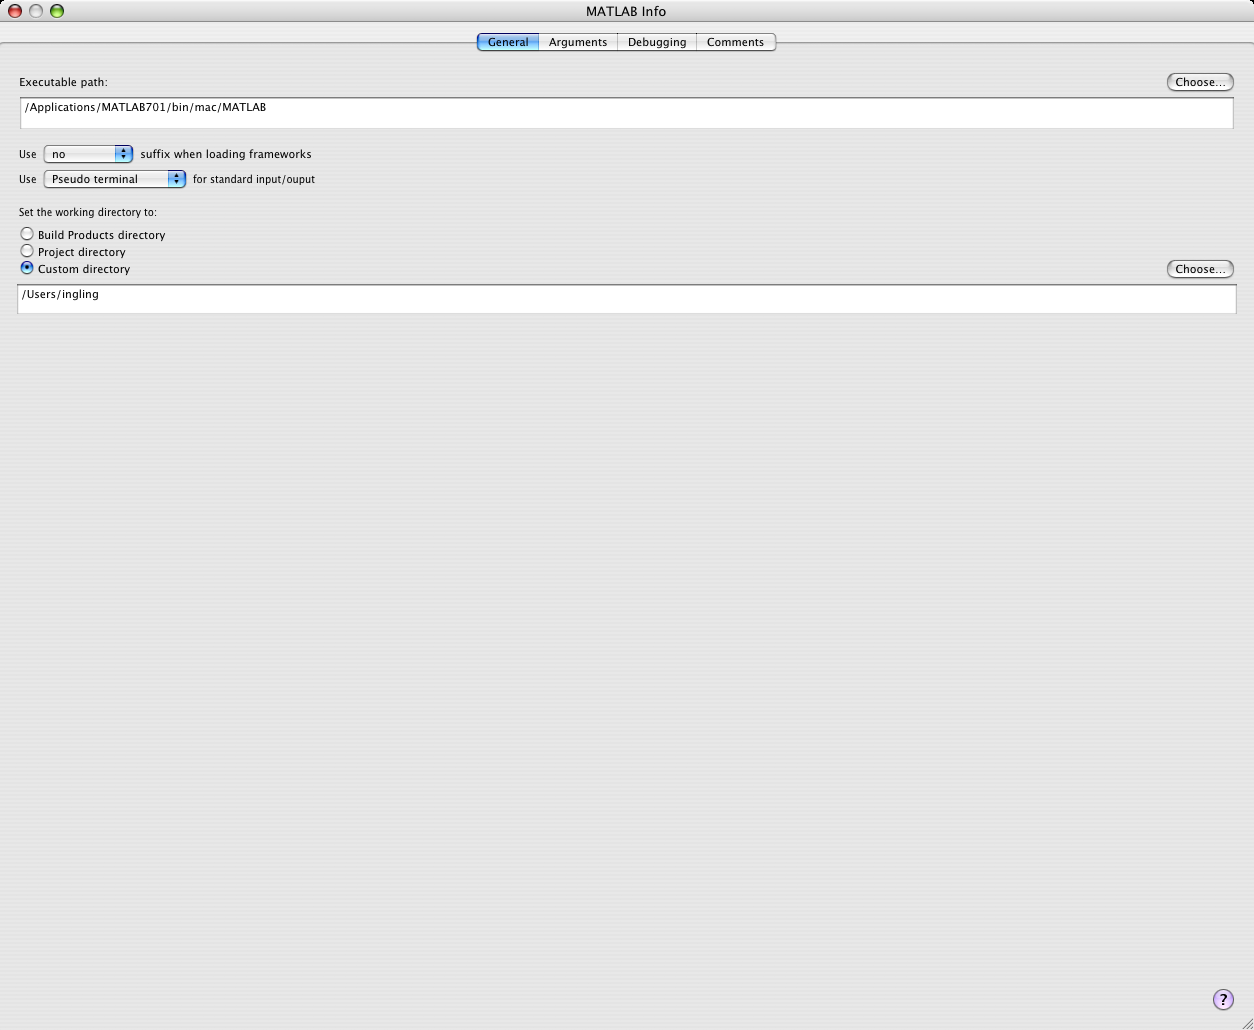 MATLAB Info
General Arguments Debugging Comments
Executable path: Choose...
/Applications/MATLAB701/bin/mac/MATLAB
Use no suffix when loading frameworks
Use Pseudo terminal for standard input/ouput
Set the working directory to:
Build Products directory
Project directory
Custom directory Choose...
/Users/ingling
?